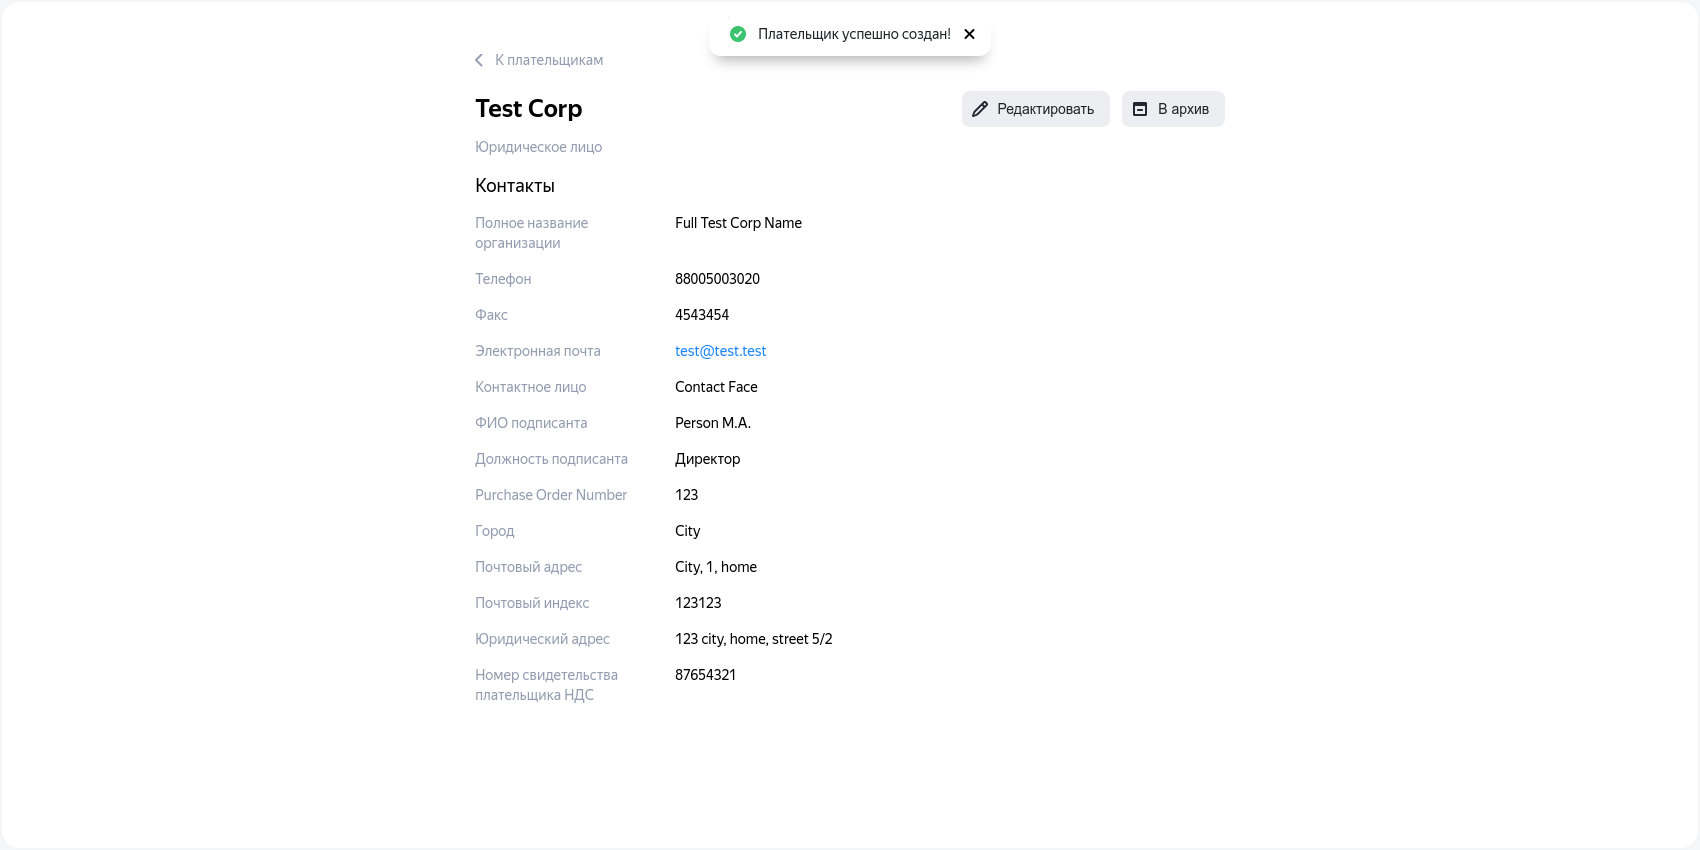 Плательщик успешно создан!
К плательщикам
Test Corp
Редактировать
В архив
Юридическое лицо
Контакты
Полное название
организации
Full Test Corp Name
Телефон
88005003020
Факс
4543454
Электронная почта
test@test.test
Контактное лицо
Contact Face
ФИО подписанта
Person M.A.
Должность подписанта
Директор
Purchase Order Number
123
Город
City
Почтовый адрес
City, 1, home
Почтовый индекс
123123
Юридический адрес
123 city, home, street 5/2
Номер свидетельства
плательщика НДС
87654321